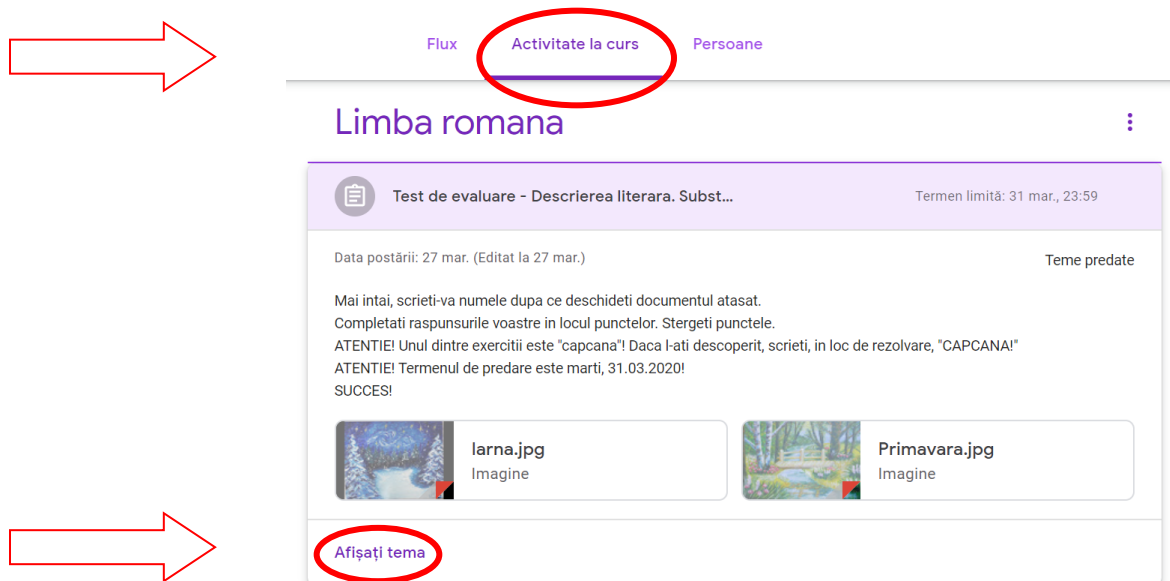 Flux Activitate la curs Persoane
Limba romana
Test de evaluare - Descrierea literara. Subst... Termen limită: 31 mar., 23:59
Data postării: 27 mar. (Editat la 27 mar.) Teme predate
Mai intai, scrieti-va numele dupa ce deschideti documentul atasat.
Completati raspunsurile voastre in locul punctelor. Stergeti punctele.
ATENTIE! Unul dintre exercitii este "capcana"! Daca l-ati descoperit, scrieti, in loc de rezolvare, "CAPCANA!"
ATENTIE! Termenul de predare este marti, 31.03.2020!
SUCCES!
Iarna.jpg Primavara.jpg
Imagine Imagine
Afișați tema